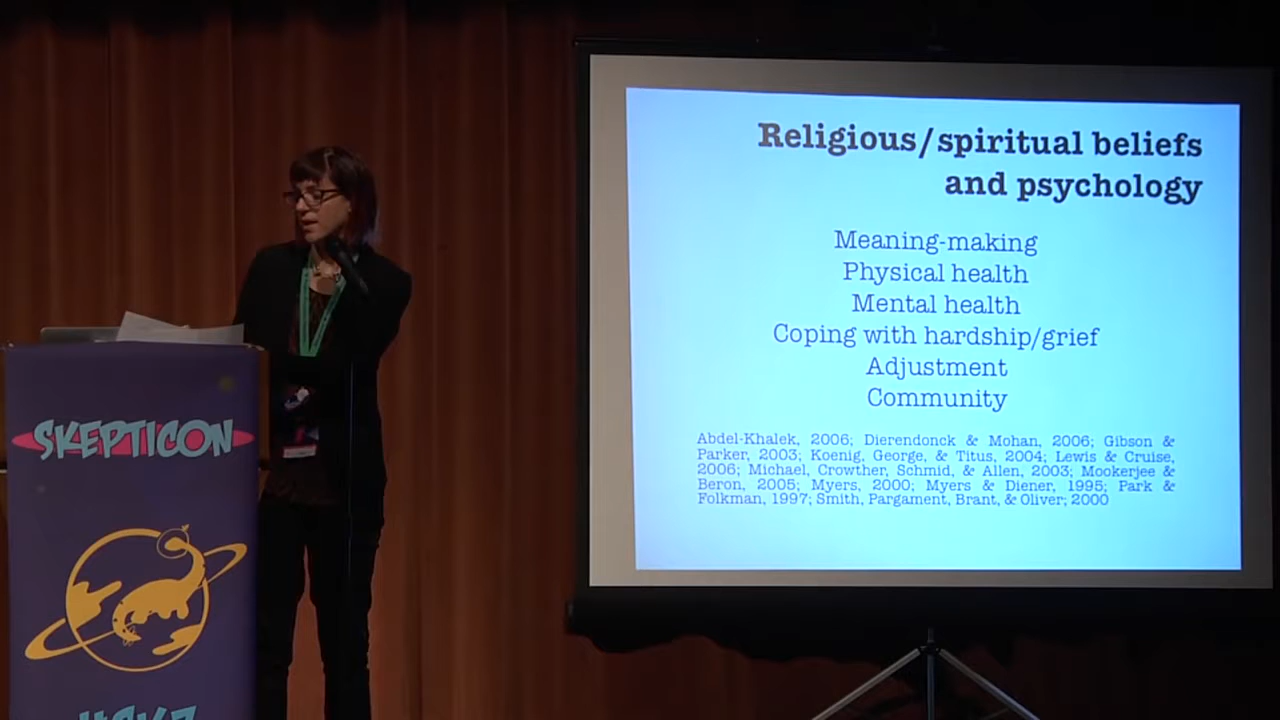 SKEPTICON
Religious/spiritual beliefs
and psychology
Meaning-making
Physical health
Mental health
Coping with hardship/grief
Adjustment
Community
Abdel-Khalek, 2006; Dierendonck & Mohan, 2006; Gibson &
Parker, 2003; Koenig, George, & Titus, 2004; Lewis & Cruise,
2006; Michael, Crowther, Schmid, & Allen, 2003; Mookerjee &
Beron, 2005; Myers, 2000; Myers & Diener, 1995; Park &
Folkman, 1997; Smith, Pargament, Brant, & Oliver; 2000